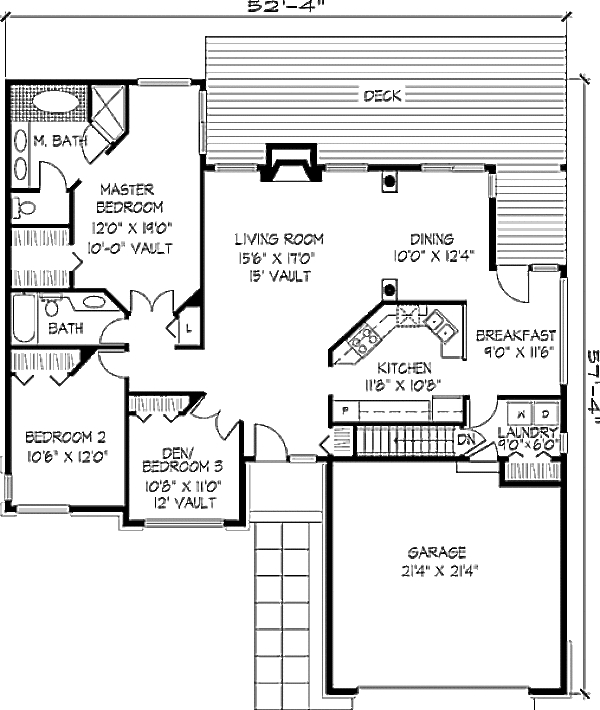 52'-4"
DECK
M. BATH
MASTER
BEDROOM
12'0" X 19'0"
10'-0" VAULT
LIVING ROOM
15'6" X 17'0"
15' VAULT
DINING
10'0" X 12'4"
BATH
L
BREAKFAST
9'0" X 11'6"
KITCHEN
11'8" X 10'8"
57'-4"
P
BEDROOM 2
10'6" X 12'0"
DEN/
BEDROOM 3
10'8" X 11'0"
12' VAULT
DN
W D
LAUNDRY
9'0" X 6'0"
GARAGE
21'4" X 21'4"